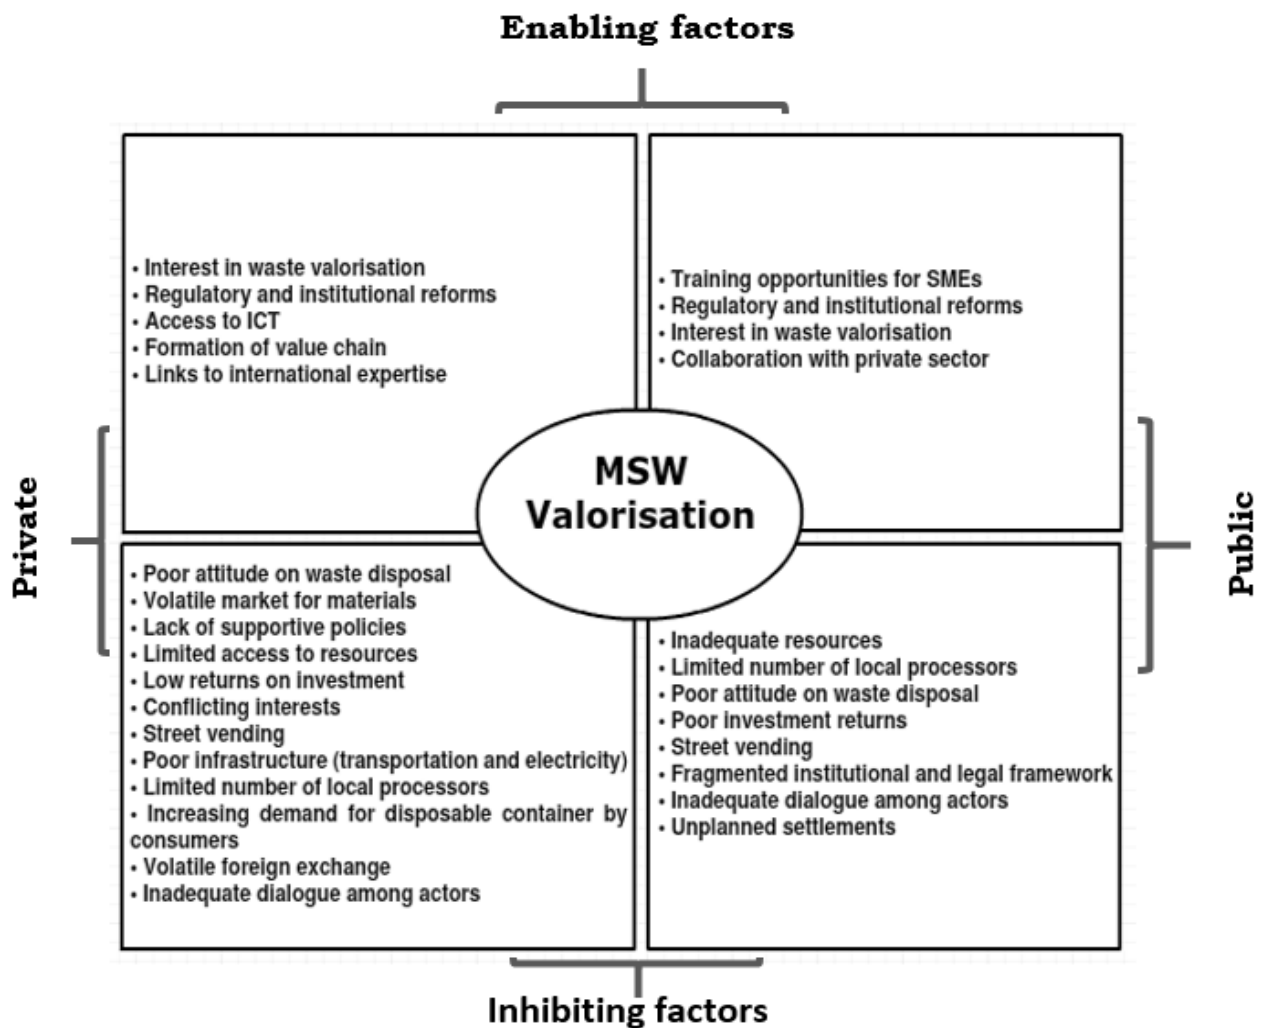 Enabling factors
• Interest in waste valorisation
• Regulatory and institutional reforms
• Access to ICT
• Formation of value chain
• Links to international expertise
• Training opportunities for SMEs
• Regulatory and institutional reforms
• Interest in waste valorisation
• Collaboration with private sector
MSW
Valorisation
Private
Public
• Poor attitude on waste disposal
• Volatile market for materials
• Lack of supportive policies
• Limited access to resources
• Low returns on investment
• Conflicting interests
• Street vending
• Poor infrastructure (transportation and electricity)
• Limited number of local processors
• Increasing demand for disposable container by
consumers
• Volatile foreign exchange
• Inadequate dialogue among actors
• Inadequate resources
• Limited number of local processors
• Poor attitude on waste disposal
• Poor investment returns
• Street vending
• Fragmented institutional and legal framework
• Inadequate dialogue among actors
• Unplanned settlements
Inhibiting factors